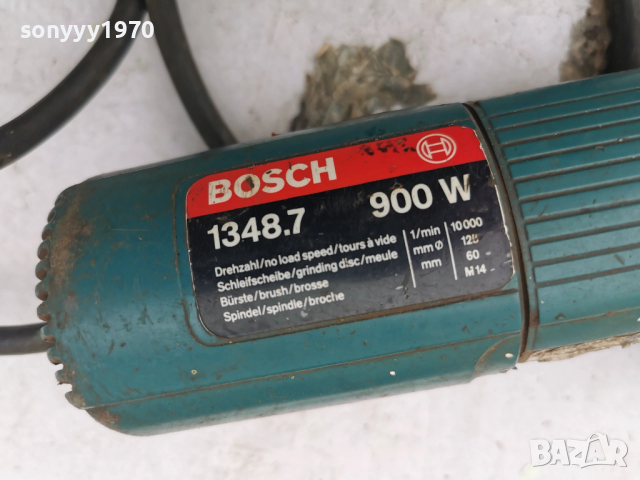 sonyyy1970
BOSCH
1348.7 900 W
Drehzahl/no load speed/tours à vide 1/min 10000
Schleifscheibe/grinding disc/meule mm Ø
Bürste/brush/brosse mm 60
Spindel/spindle/broche M14
BAZAR